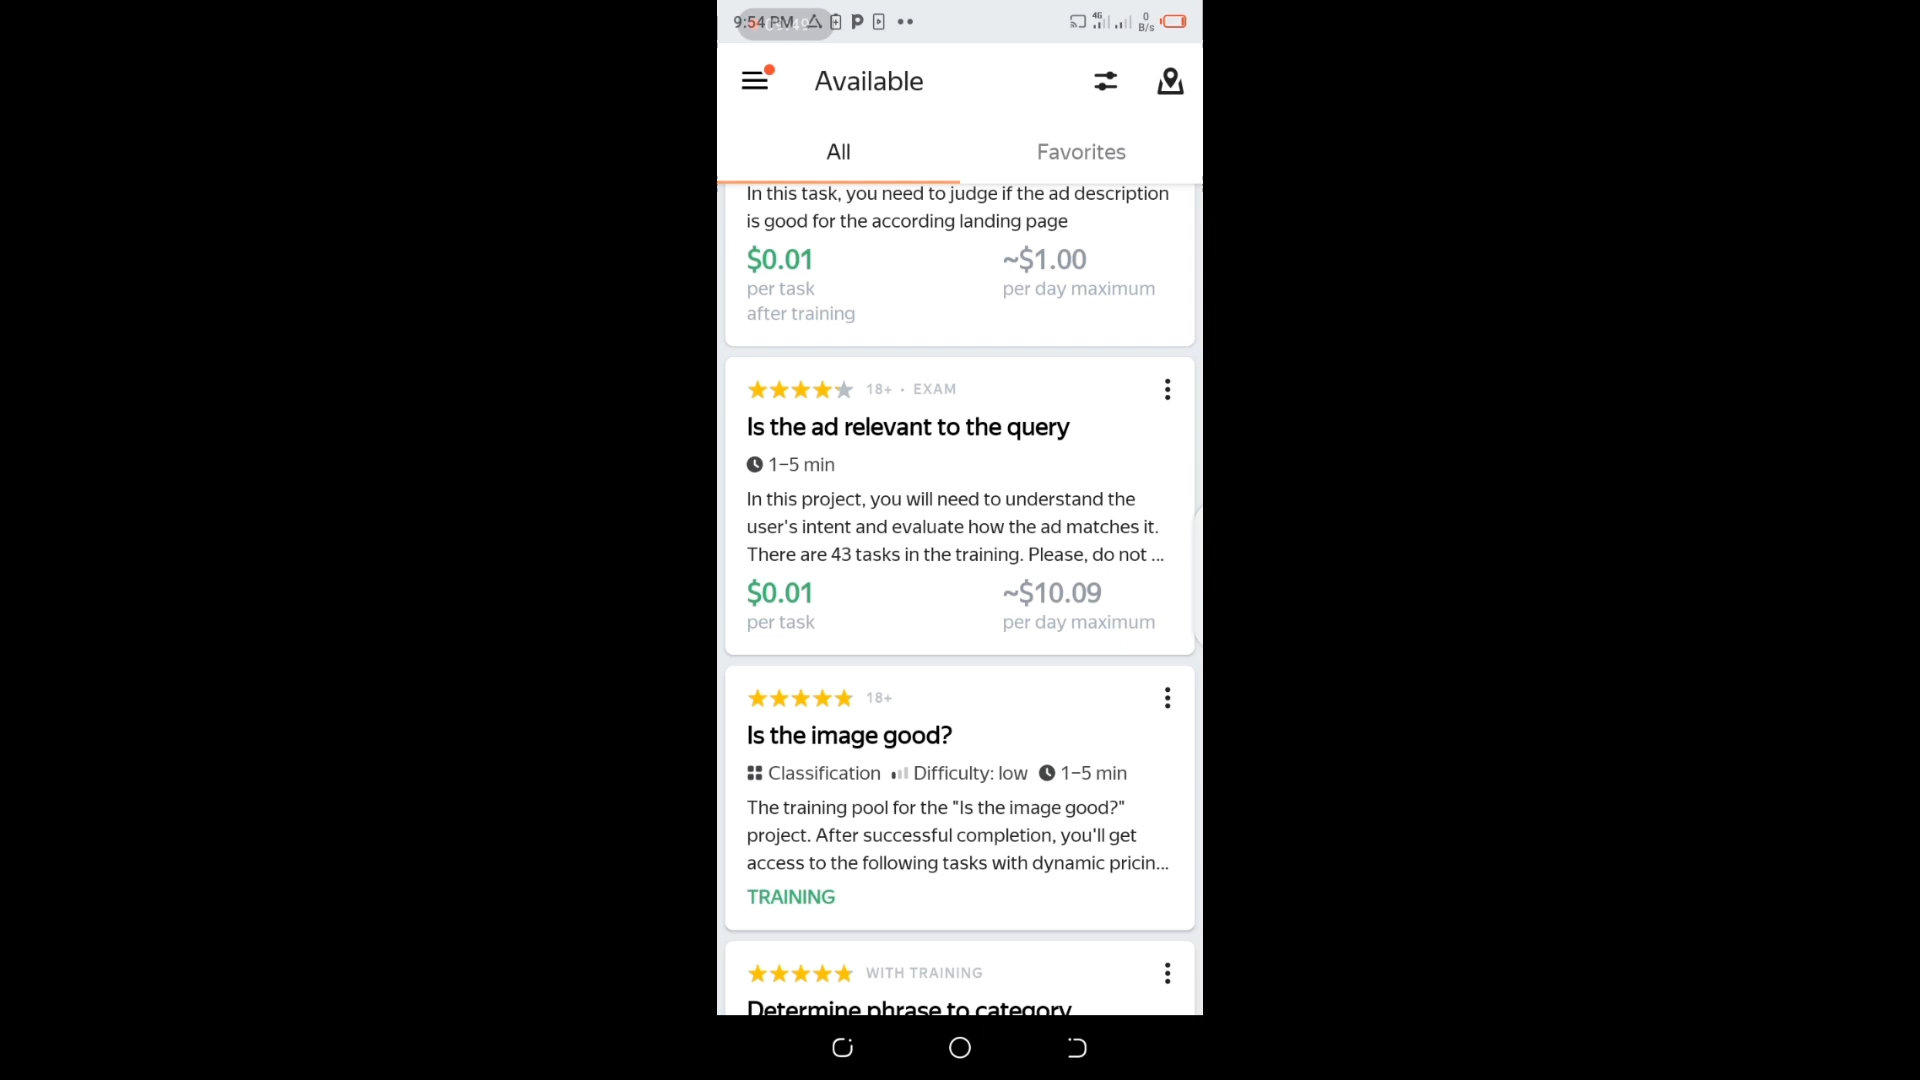 9:54 PM
4G
0
B/s
Available
All
Favorites
In this task, you need to judge if the ad description
is good for the according landing page
$0.01
~$1.00
per task
per day maximum
after training
18+ • EXAM
Is the ad relevant to the query
1–5 min
In this project, you will need to understand the
user's intent and evaluate how the ad matches it.
There are 43 tasks in the training. Please, do not ...
$0.01
~$10.09
per task
per day maximum
18+
Is the image good?
Classification Difficulty: low 1–5 min
The training pool for the "Is the image good?"
project. After successful completion, you'll get
access to the following tasks with dynamic pricin...
TRAINING
WITH TRAINING
Determine phrase to category